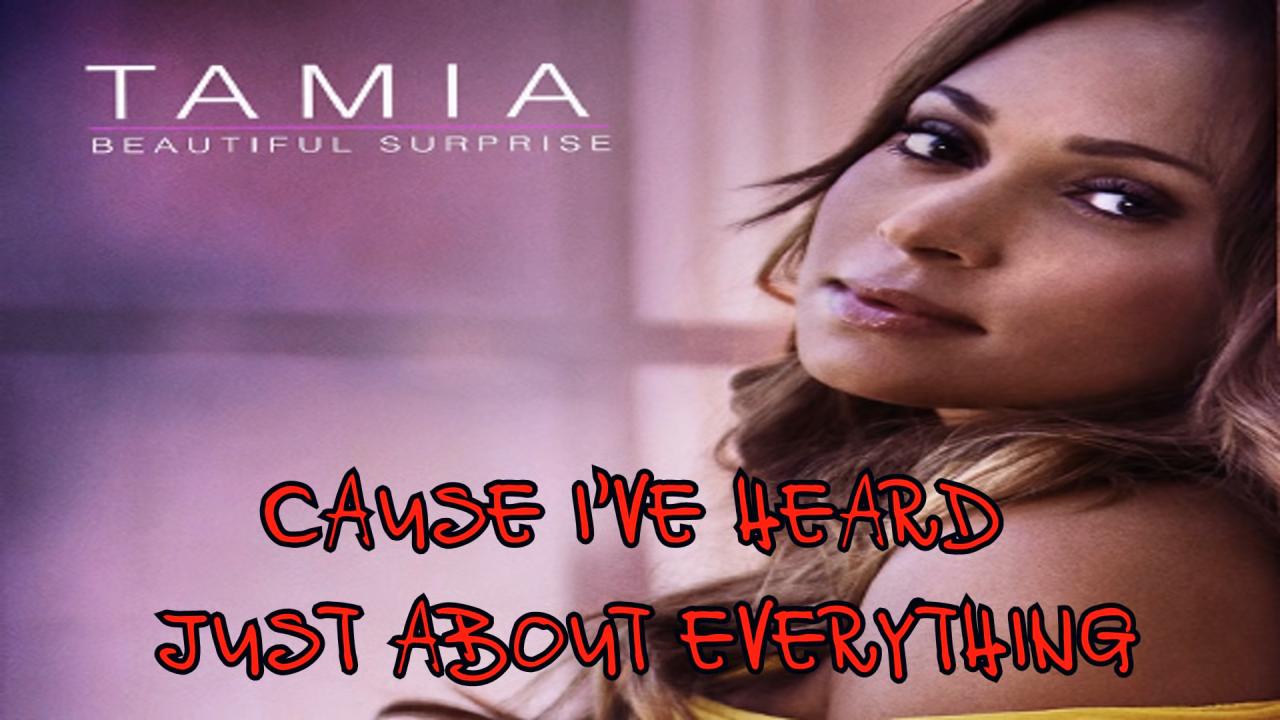 TAMIA
BEAUTIFUL SURPRISE
CAUSE I'VE HEARD
JUST ABOUT EVERYTHING